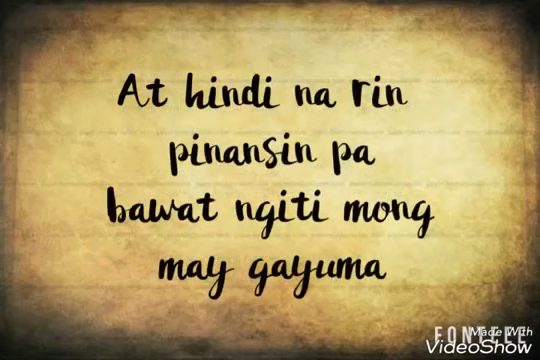 At hindi na rin
pinansin pa
bawat ngiti mong
may gayuma
Made With
VideoShow